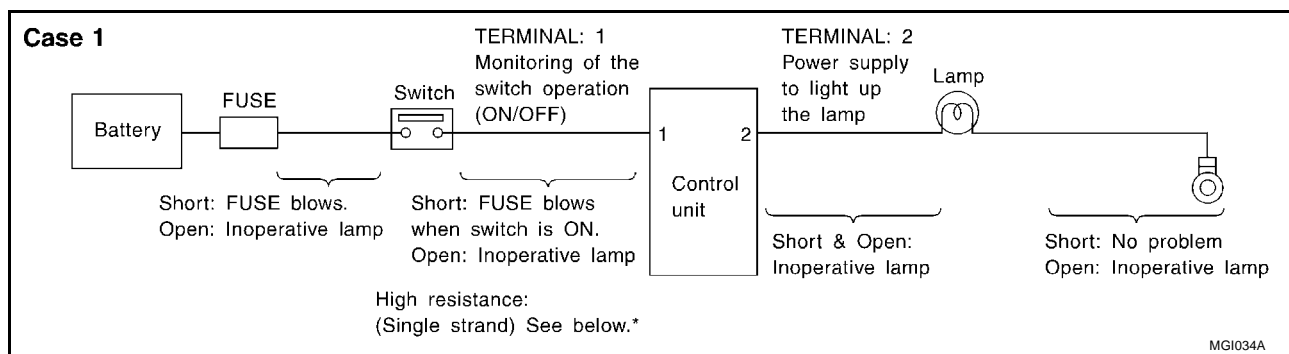 Case 1
TERMINAL: 1
Monitoring of the
switch operation
(ON/OFF)
TERMINAL: 2
Power supply
to light up
the lamp
Lamp
FUSE
Switch
Battery
1
2
Control
unit
Short: FUSE blows.
Open: Inoperative lamp
Short: FUSE blows
when switch is ON.
Open: Inoperative lamp
Short & Open:
Inoperative lamp
Short: No problem
Open: Inoperative lamp
High resistance:
(Single strand) See below.*
MGI034A